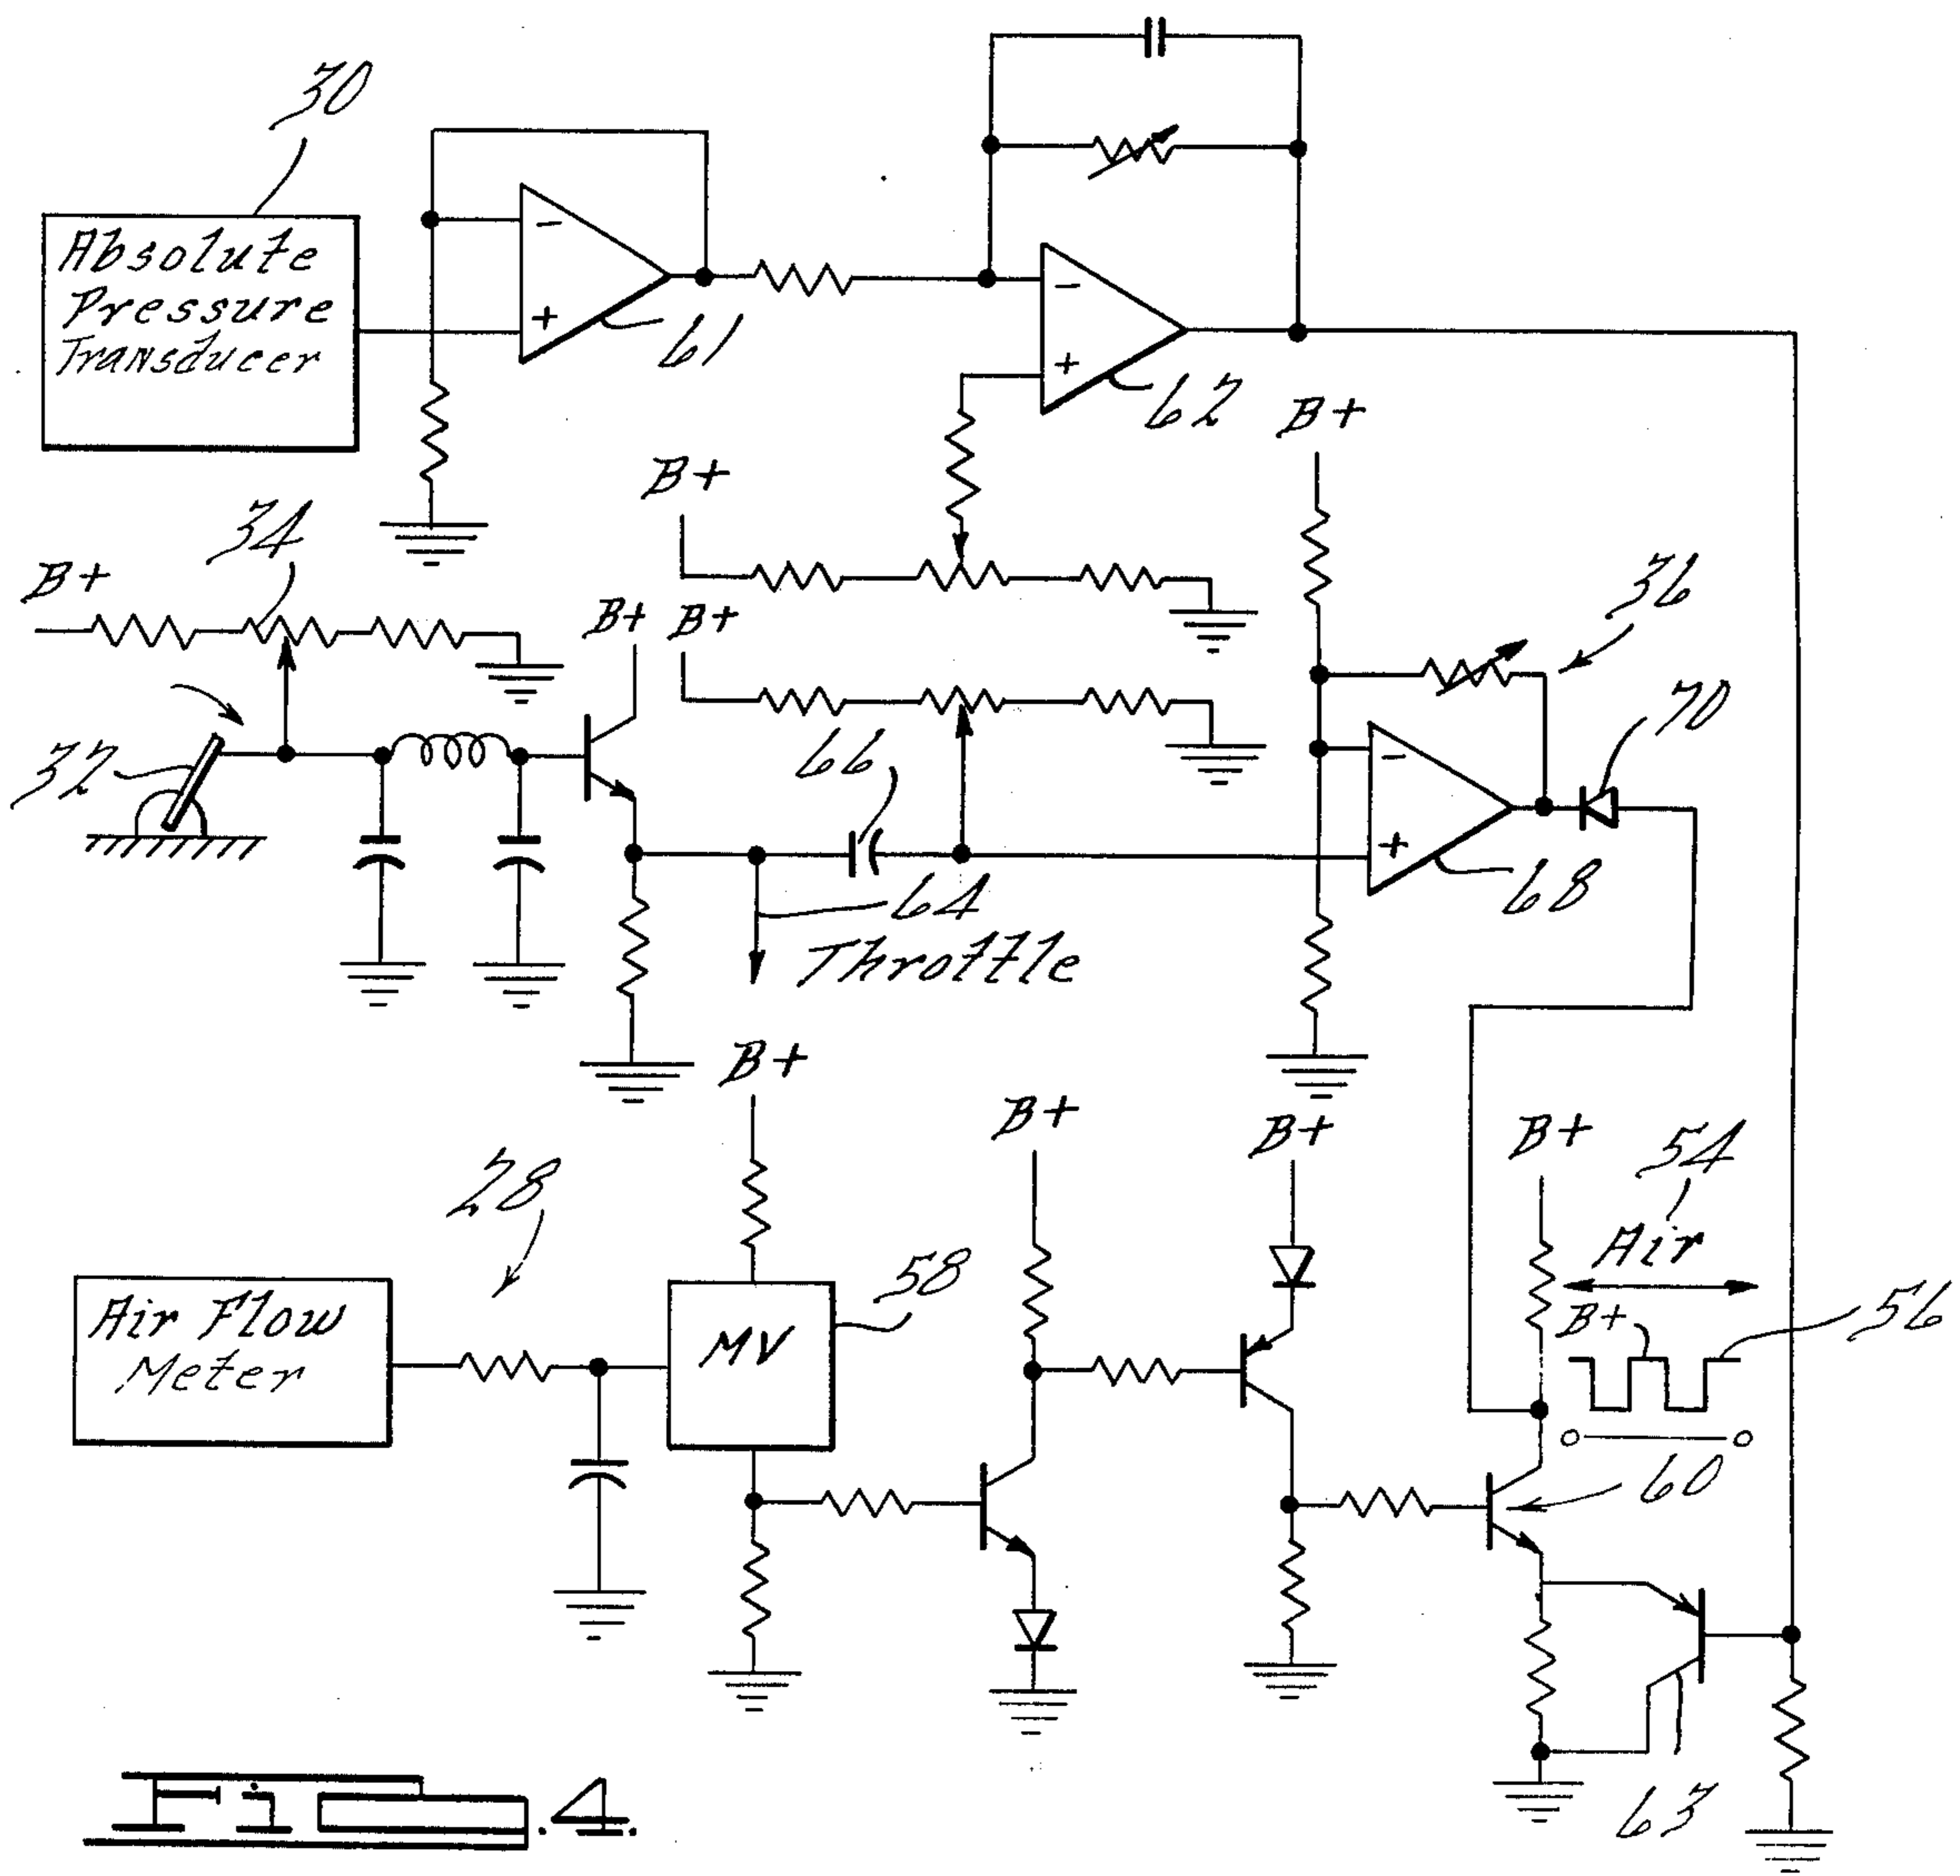 30
Absolute
Pressure
Transducer
-
+
61
-
+
62
B+
B+
34
B+
B+
B+
36
32
66
70
-
+
68
64
Throttle
B+
B+
B+
B+
54
28
Air
58
B+
56
Air Flow
Meter
MV
60
63
Fig. 4.